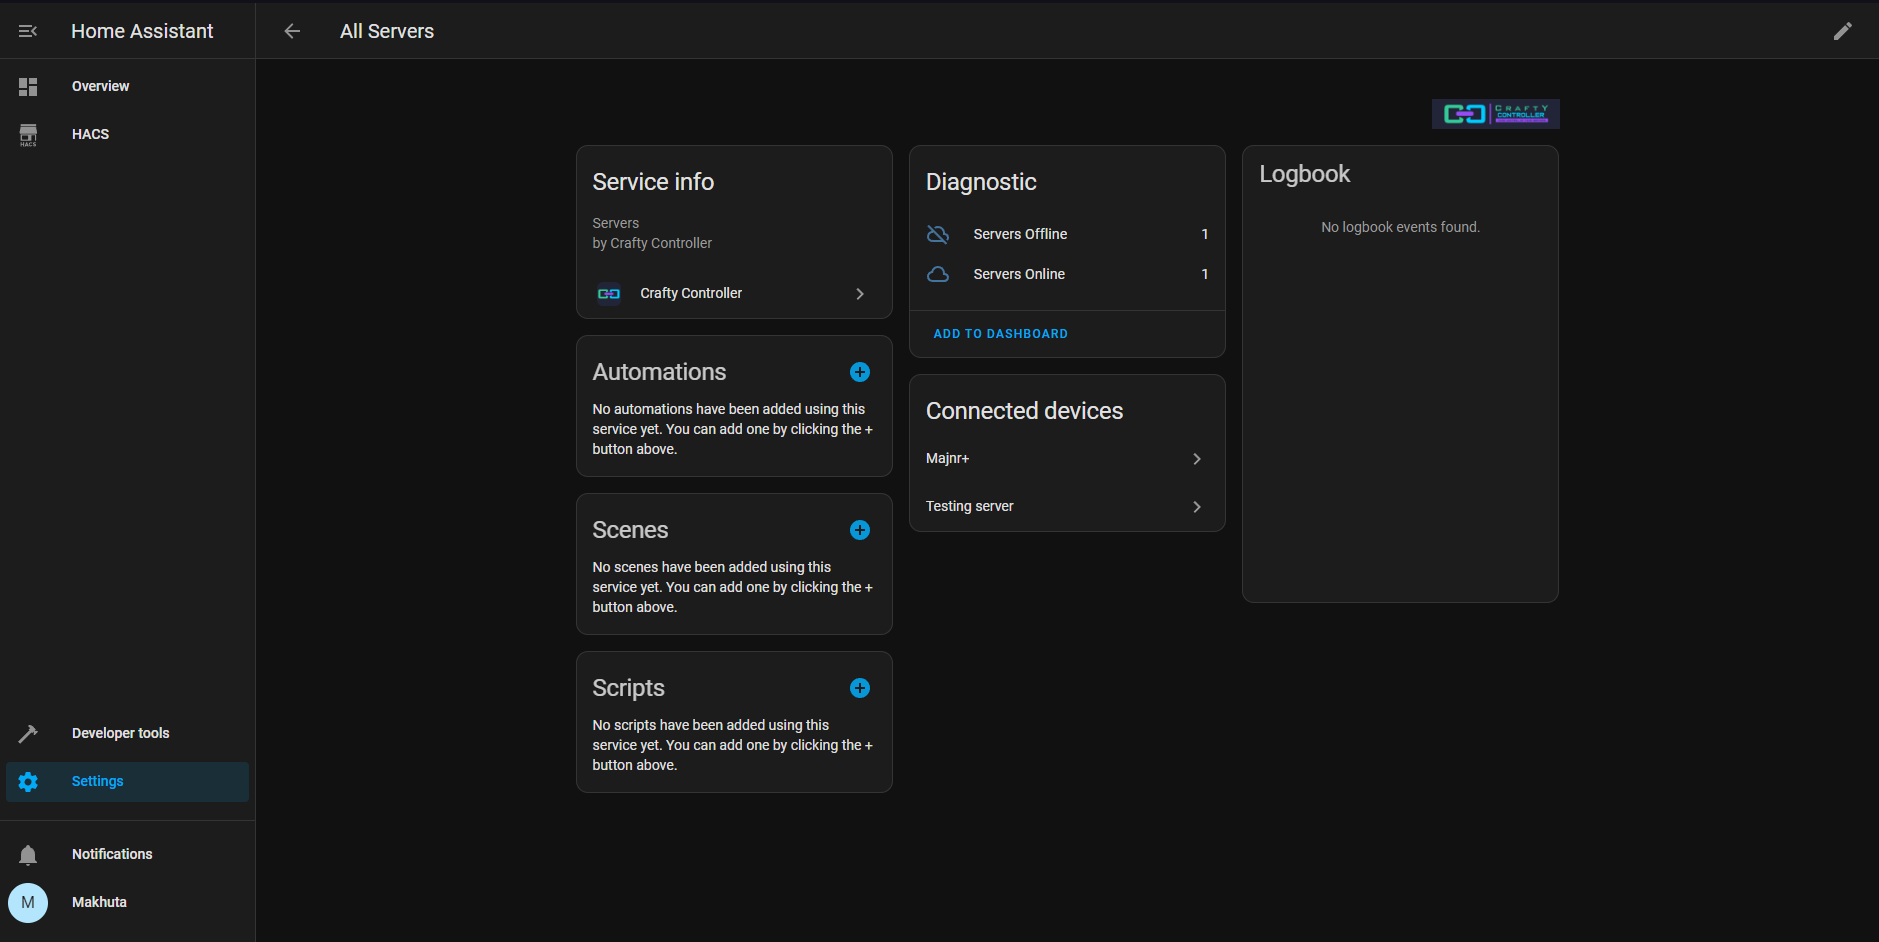 Home Assistant
All Servers
Overview
HACS
HACS
CRAFTY
CONTROLLER
Service info
Servers
by Crafty Controller
Crafty Controller
Automations
No automations have been added using this
service yet. You can add one by clicking the +
button above.
Scenes
No scenes have been added using this
service yet. You can add one by clicking the +
button above.
Scripts
No scripts have been added using this
service yet. You can add one by clicking the +
button above.
Diagnostic
Servers Offline 1
Servers Online 1
ADD TO DASHBOARD
Connected devices
Majnr+
Testing server
Logbook
No logbook events found.
Developer tools
Settings
Notifications
M
Makhuta